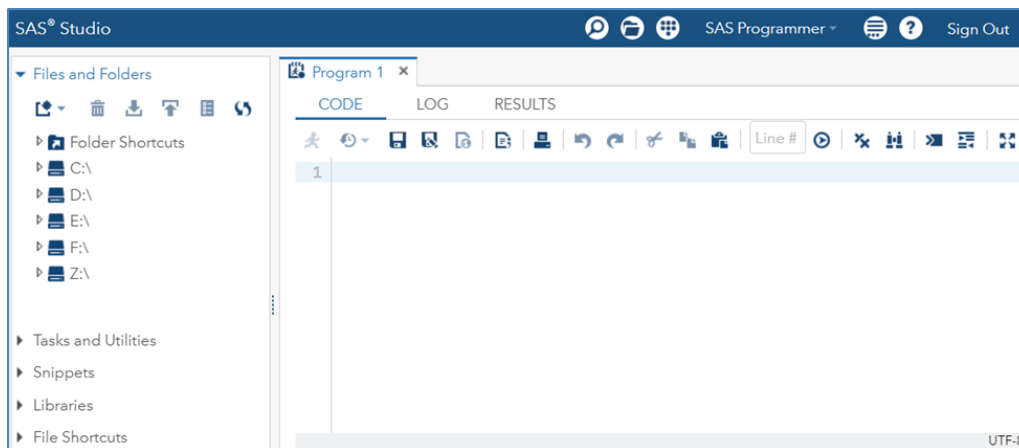 SAS® Studio
SAS Programmer
Sign Out
Files and Folders
Folder Shortcuts
C:\
D:\
E:\
F:\
Z:\
Tasks and Utilities
Snippets
Libraries
File Shortcuts
Program 1
CODE LOG RESULTS
Line #
1